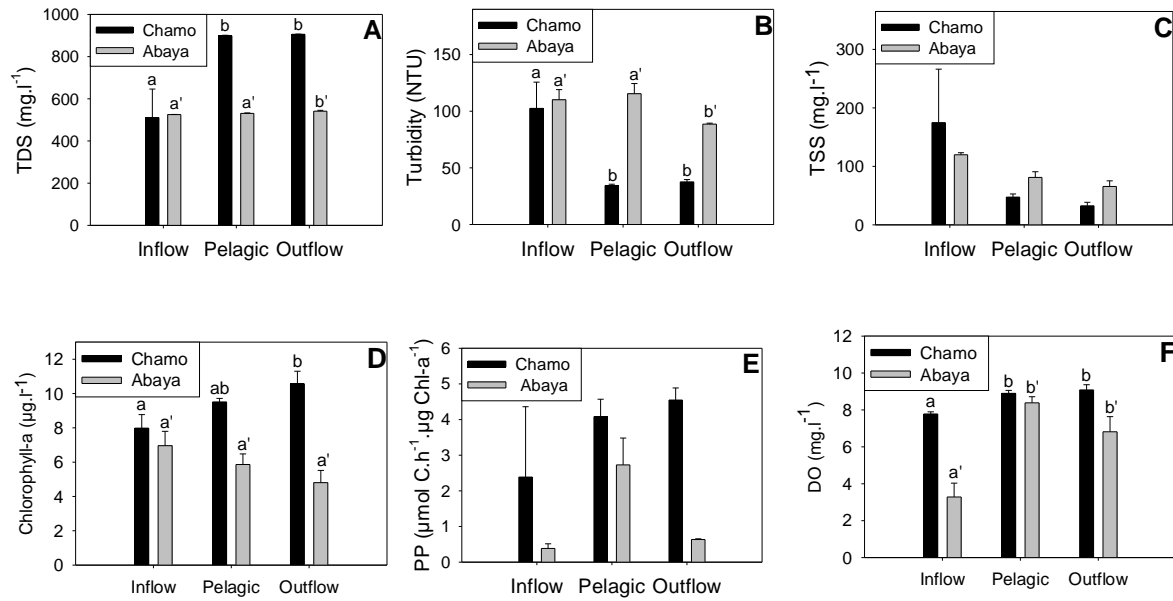 Chamo
Abaya
A
1000
800
600
400
200
0
TDS (mg.l⁻¹)
a
a'
b
a'
b
b'
Inflow
Pelagic
Outflow
Chamo
Abaya
B
150
100
50
0
Turbidity (NTU)
a
a'
b
a'
b
b'
Inflow
Pelagic
Outflow
Chamo
Abaya
C
300
200
100
0
TSS (mg.l⁻¹)
Inflow
Pelagic
Outflow
Chamo
Abaya
D
12
10
8
6
4
2
0
Chlorophyll-a (µg.l⁻¹)
a
a'
ab
a'
b
a'
Inflow
Pelagic
Outflow
Chamo
Abaya
E
6
5
4
3
2
1
0
PP (µmol C.h⁻¹.µg Chl-a⁻¹)
Inflow
Pelagic
Outflow
Chamo
Abaya
F
12
10
8
6
4
2
0
DO (mg.l⁻¹)
a
a'
b
b'
b
b'
Inflow
Pelagic
Outflow